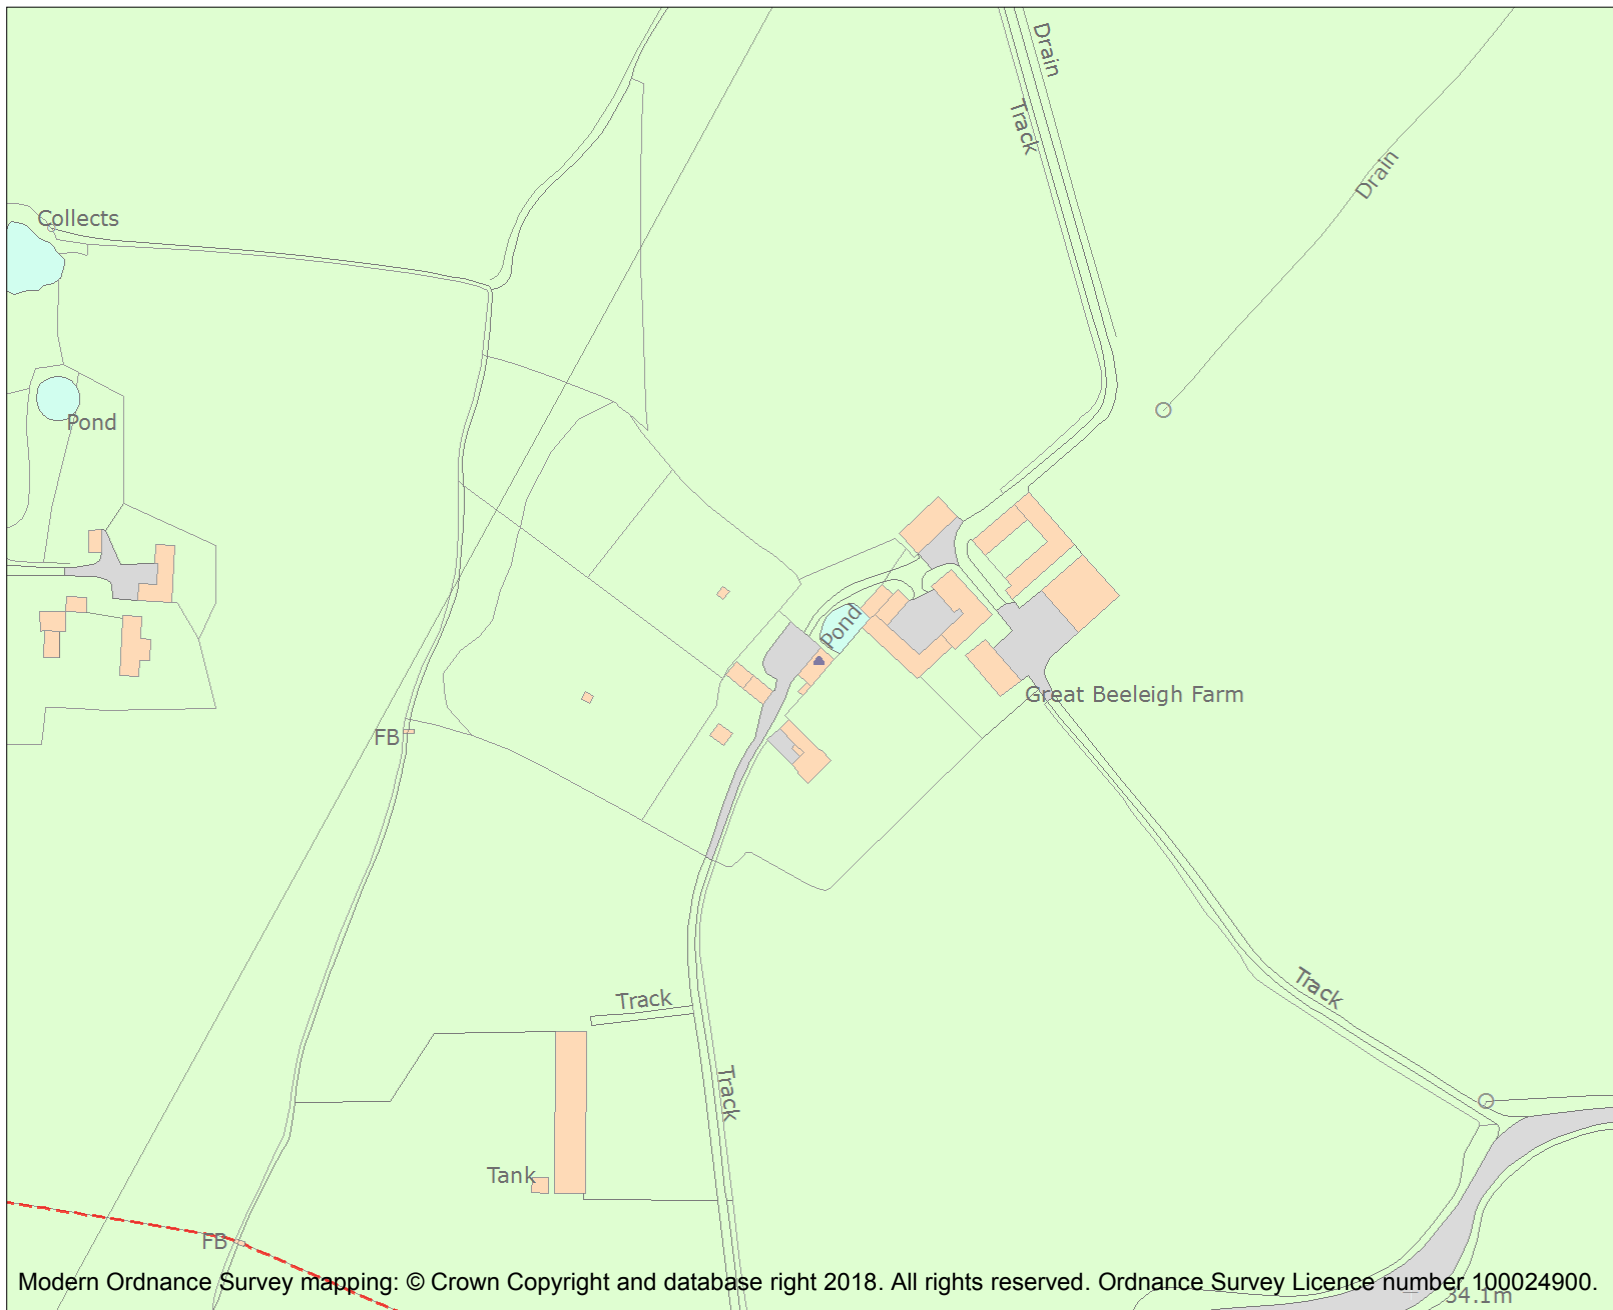 Drain
Track
Drain
Collects
Pond
Pond
Great Beeleigh Farm
FB
Track
Track
Track
Tank
FB
Modern Ordnance Survey mapping: © Crown Copyright and database right 2018. All rights reserved. Ordnance Survey Licence number 100024900.
34.1m